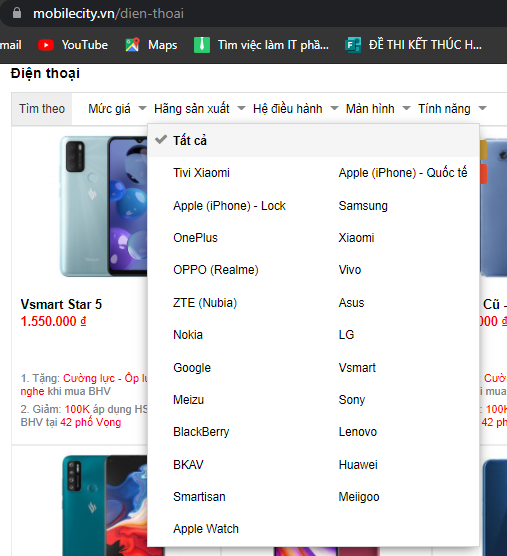 mobilecity.vn/dien-thoai
mail YouTube Maps Tìm việc làm IT phầ... ĐỀ THI KẾT THÚC H...
Điện thoại
Tìm theo Mức giá Hãng sản xuất Hệ điều hành Màn hình Tính năng
Tất cả
Tivi Xiaomi Apple (iPhone) - Quốc tế
Apple (iPhone) - Lock Samsung
OnePlus Xiaomi
OPPO (Realme) Vivo
ZTE (Nubia) Asus
Nokia LG
Google Vsmart
Meizu Sony
BlackBerry Lenovo
BKAV Huawei
Smartisan Meiigoo
Apple Watch
Vsmart Star 5
1.550.000 ₫
1. Tặng: Cường lực - Ốp lư
nghe khi mua BHV
2. Giảm: 100K áp dụng HS
BHV tại 42 phố Vọng
Cũ -
000 ₫
Cườ
i mua
100K
42 ph